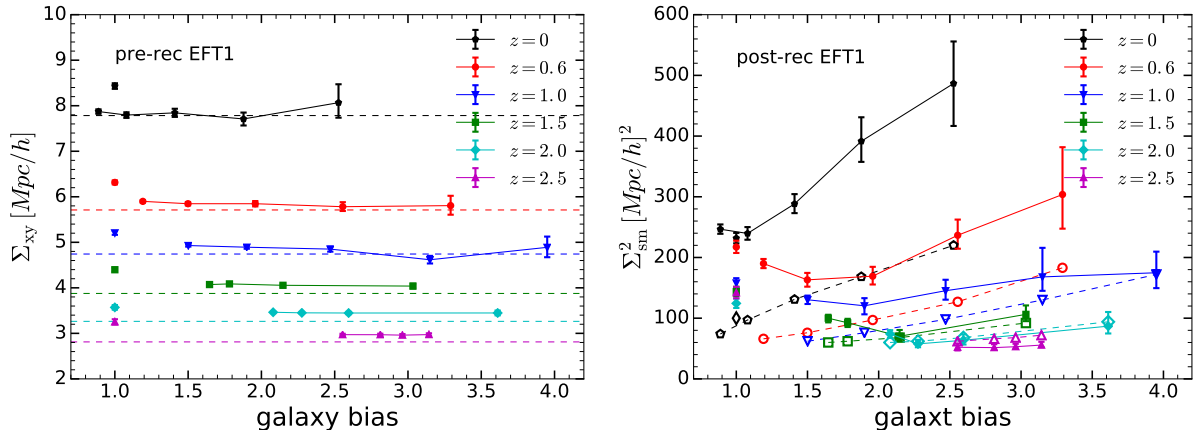 10
9
8
7
6
5
4
3
2
1.0
1.5
2.0
2.5
3.0
3.5
4.0
Σxy [Mpc/h]
galaxy bias
pre-rec EFT1
z = 0
z = 0.6
z = 1.0
z = 1.5
z = 2.0
z = 2.5
600
500
400
300
200
100
0
1.0
1.5
2.0
2.5
3.0
3.5
4.0
Σ²sm [Mpc/h]²
galaxt bias
post-rec EFT1
z = 0
z = 0.6
z = 1.0
z = 1.5
z = 2.0
z = 2.5